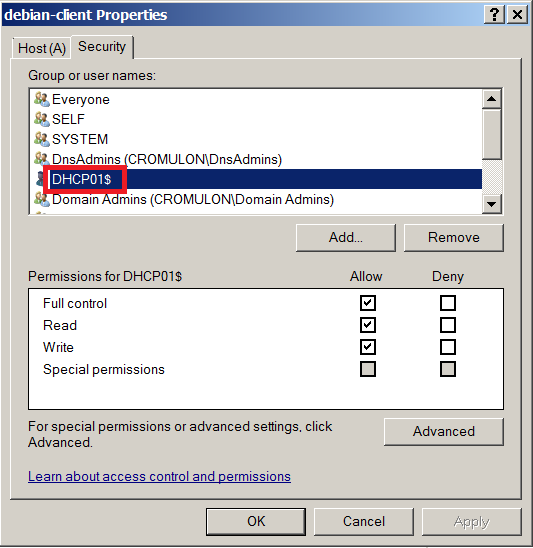 debian-client Properties
Host (A) Security
Group or user names:
Everyone
SELF
SYSTEM
DnsAdmins (CROMULON\DnsAdmins)
DHCP01$
Domain Admins (CROMULON\Domain Admins)
Add... Remove
Permissions for DHCP01$ Allow Deny
Full control
Read
Write
Special permissions
For special permissions or advanced settings, click
Advanced.
Advanced
Learn about access control and permissions
OK Cancel Apply